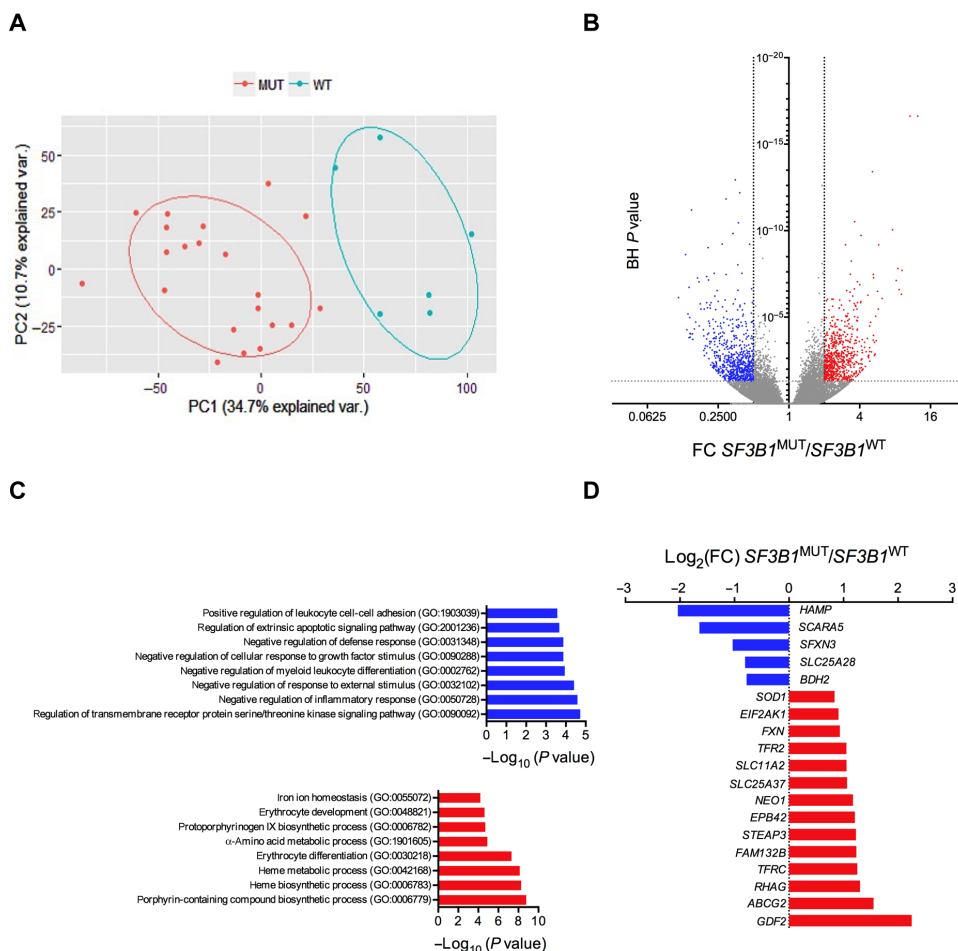 A
MUT WT
PC2 (10.7% explained var.)
50
25
0
−25
−50 0 50 100
PC1 (34.7% explained var.)
B
BH P value
10−20
10−15
10−10
10−5
0.0625 0.2500 1 4 16
FC SF3B1MUT/SF3B1WT
C
Positive regulation of leukocyte cell-cell adhesion (GO:1903039)
Regulation of extrinsic apoptotic signaling pathway (GO:2001236)
Negative regulation of defense response (GO:0031348)
Negative regulation of cellular response to growth factor stimulus (GO:0090288)
Negative regulation of myeloid leukocyte differentiation (GO:0002762)
Negative regulation of response to external stimulus (GO:0032102)
Negative regulation of inflammatory response (GO:0050728)
Regulation of transmembrane receptor protein serine/threonine kinase signaling pathway (GO:0090092)
0 1 2 3 4 5
−Log10 (P value)
Iron ion homeostasis (GO:0055072)
Erythrocyte development (GO:0048821)
Protoporphyrinogen IX biosynthetic process (GO:0006782)
α-Amino acid metabolic process (GO:1901605)
Erythrocyte differentiation (GO:0030218)
Heme metabolic process (GO:0042168)
Heme biosynthetic process (GO:0006783)
Porphyrin-containing compound biosynthetic process (GO:0006779)
0 2 4 6 8 10
−Log10 (P value)
D
Log2(FC) SF3B1MUT/SF3B1WT
−3 −2 −1 0 1 2 3
HAMP
SCARA5
SFXN3
SLC25A28
BDH2
SOD1
EIF2AK1
FXN
TFR2
SLC11A2
SLC25A37
NEO1
EPB42
STEAP3
FAM132B
TFRC
RHAG
ABCG2
GDF2